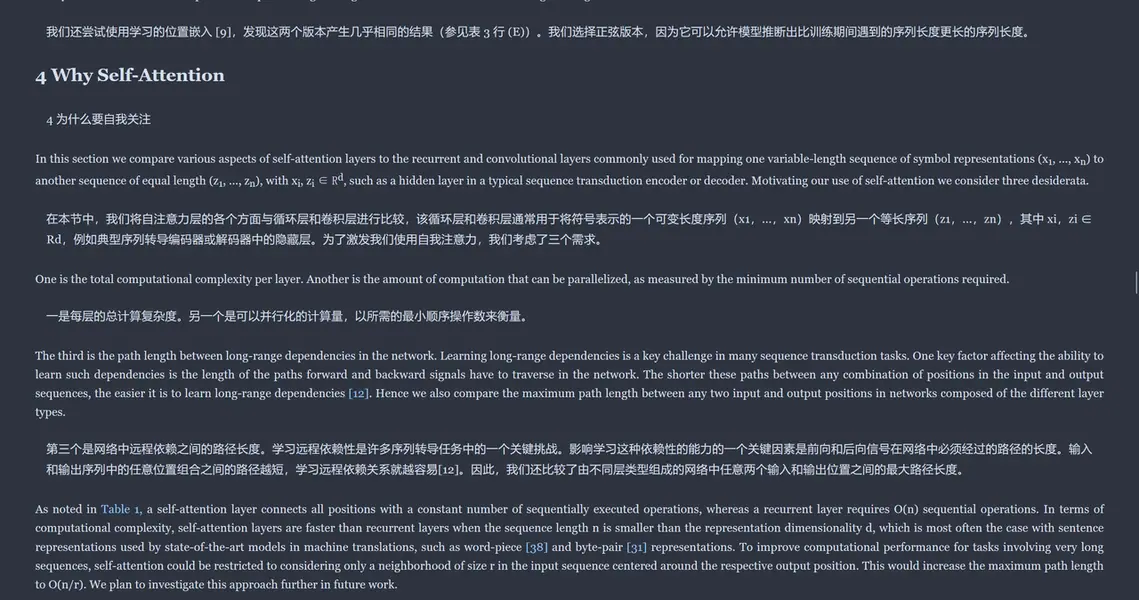 我们还尝试使用学习的位置嵌入 [9]，发现这两个版本产生几乎相同的结果（参见表 3 行 (E)）。我们选择正弦版本，因为它可以允许模型推断出比训练期间遇到的序列长度更长的序列长度。
4 Why Self-Attention
4 为什么要自我关注
In this section we compare various aspects of self-attention layers to the recurrent and convolutional layers commonly used for mapping one variable-length sequence of symbol representations (x₁, ..., xₙ) to
another sequence of equal length (z₁, ..., zₙ), with xᵢ, zᵢ ∈ ℝᵈ, such as a hidden layer in a typical sequence transduction encoder or decoder. Motivating our use of self-attention we consider three desiderata.
在本节中，我们将自注意力层的各个方面与循环层和卷积层进行比较，该循环层和卷积层通常用于将符号表示的一个可变长度序列（x1，...，xn）映射到另一个等长序列（z1，...，zn），其中 xi，zi ∈
Rd，例如典型序列转导编码器或解码器中的隐藏层。为了激发我们使用自我注意力，我们考虑了三个需求。
One is the total computational complexity per layer. Another is the amount of computation that can be parallelized, as measured by the minimum number of sequential operations required.
一是每层的总计算复杂度。另一个是可以并行化的计算量，以所需的最小顺序操作数来衡量。
The third is the path length between long-range dependencies in the network. Learning long-range dependencies is a key challenge in many sequence transduction tasks. One key factor affecting the ability to
learn such dependencies is the length of the paths forward and backward signals have to traverse in the network. The shorter these paths between any combination of positions in the input and output
sequences, the easier it is to learn long-range dependencies [12]. Hence we also compare the maximum path length between any two input and output positions in networks composed of the different layer
types.
第三个是网络中远程依赖之间的路径长度。学习远程依赖性是许多序列转导任务中的一个关键挑战。影响学习这种依赖性的能力的一个关键因素是前向和后向信号在网络中必须经过的路径的长度。输入
和输出序列中的任意位置组合之间的路径越短，学习远程依赖关系就越容易[12]。因此，我们还比较了由不同层类型组成的网络中任意两个输入和输出位置之间的最大路径长度。
As noted in Table 1, a self-attention layer connects all positions with a constant number of sequentially executed operations, whereas a recurrent layer requires O(n) sequential operations. In terms of
computational complexity, self-attention layers are faster than recurrent layers when the sequence length n is smaller than the representation dimensionality d, which is most often the case with sentence
representations used by state-of-the-art models in machine translations, such as word-piece [38] and byte-pair [31] representations. To improve computational performance for tasks involving very long
sequences, self-attention could be restricted to considering only a neighborhood of size r in the input sequence centered around the respective output position. This would increase the maximum path length
to O(n/r). We plan to investigate this approach further in future work.